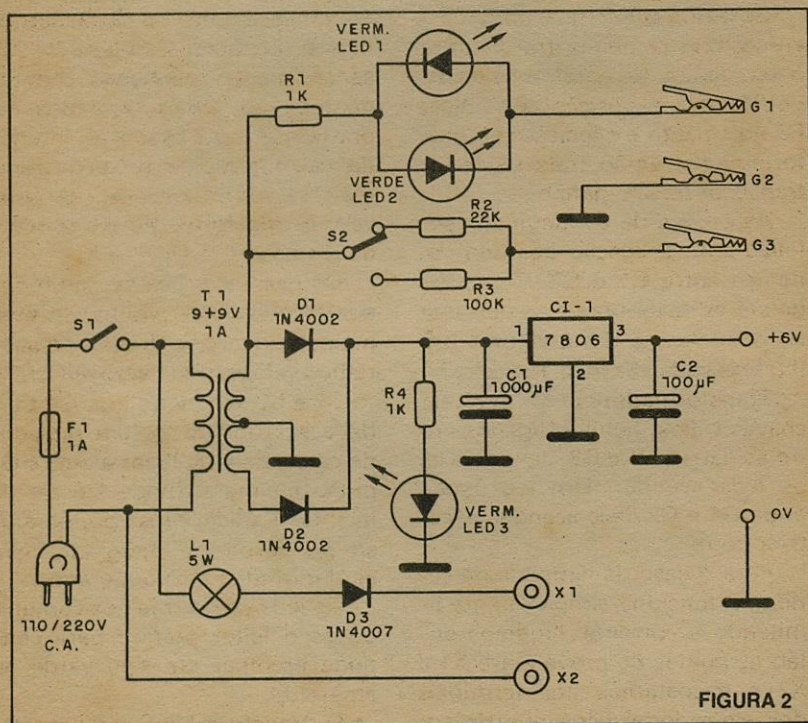 VERM.
LED 1
R1
1K
G1
VERDE
LED2
G2
S2
R2
22K
G3
R3
100K
T1
9+9V
1A
D1
1N4002
CI-1
S1
1
7806
3
+6V
2
C1
1000µF
C2
100µF
R4
1K
F1
1A
D2
1N4002
VERM.
LED3
0V
L1
5W
110/220V
C.A.
D3
1N4007
X1
X2
FIGURA 2